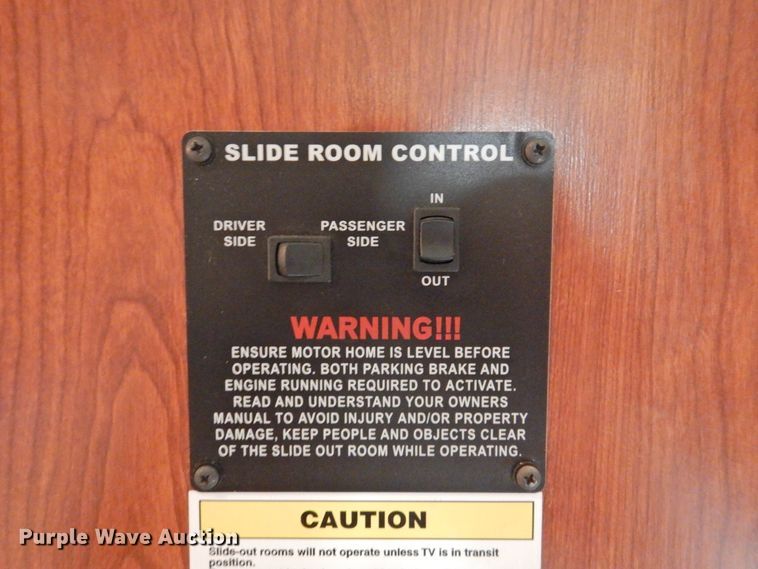 SLIDE ROOM CONTROL
IN
DRIVER SIDE
PASSENGER SIDE
OUT
WARNING!!!
ENSURE MOTOR HOME IS LEVEL BEFORE
OPERATING. BOTH PARKING BRAKE AND
ENGINE RUNNING REQUIRED TO ACTIVATE.
READ AND UNDERSTAND YOUR OWNERS
MANUAL TO AVOID INJURY AND/OR PROPERTY
DAMAGE, KEEP PEOPLE AND OBJECTS CLEAR
OF THE SLIDE OUT ROOM WHILE OPERATING.
CAUTION
Slide-out rooms will not operate unless TV is in transit
position.
Purple Wave Auction